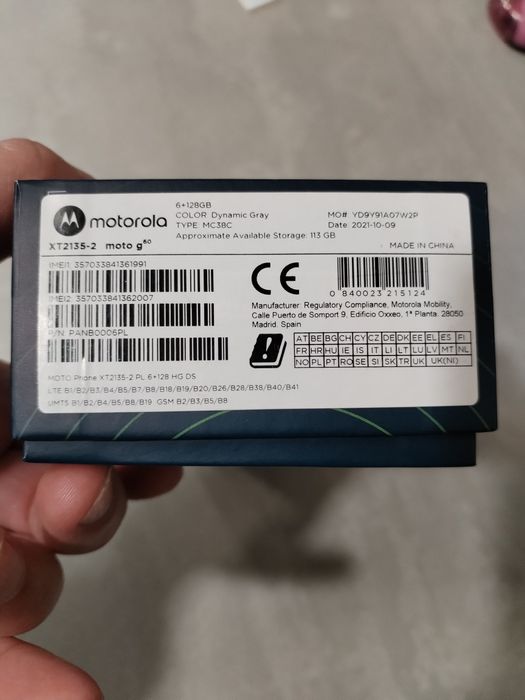 motorola
6+128GB
COLOR Dynamic Gray
TYPE MC38C
Approximate Available Storage: 113 GB
MO# YD9Y91A07W2P
Date 2021-10-09
XT2135-2 moto g⁶⁰
MADE IN CHINA
IMEI1 357033841361991
IMEI2 357033841362007
P/N PANB0006PL
CE
0 840023 215124
Manufacturer: Regulatory Compliance, Motorola Mobility,
Calle Puerto de Somport 9, Edificio Oxxeo, 1ª Planta. 28050
Madrid. Spain
AT BE BG CH CY CZ DE DK EE EL ES FI
FR HR HU IE IS IT LI LT LU LV MT NL
NO PL PT RO SE SI SK TR UK UK(NI)
MOTO Phone XT2135-2 PL 6+128 HG DS
LTE B1/B2/B3/B4/B5/B7/B8/B18/B19/B20/B26/B28/B38/B40/B41
UMTS B1/B2/B4/B5/B8/B19 GSM B2/B3/B5/B8